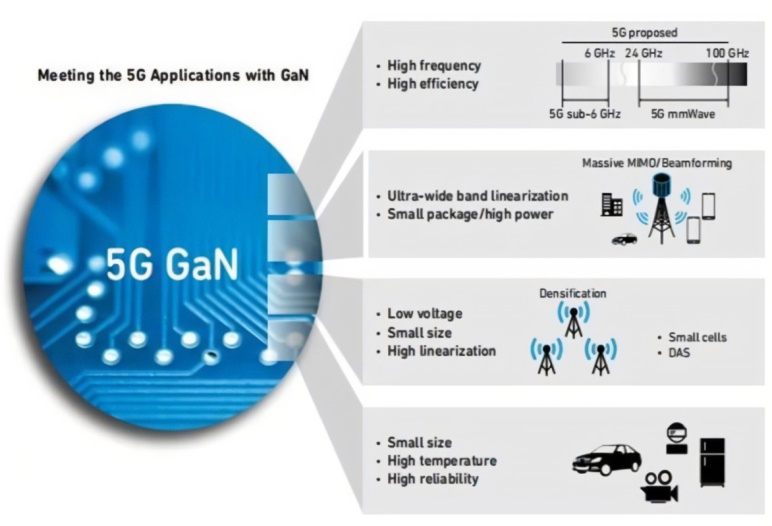 Meeting the 5G Applications with GaN
5G GaN
• High frequency
• High efficiency
5G proposed
6 GHz 24 GHz 100 GHz
5G sub-6 GHz 5G mmWave
• Ultra-wide band linearization
• Small package/high power
Massive MIMO/Beamforming
• Low voltage
• Small size
• High linearization
Densification
• Small cells
• DAS
• Small size
• High temperature
• High reliability